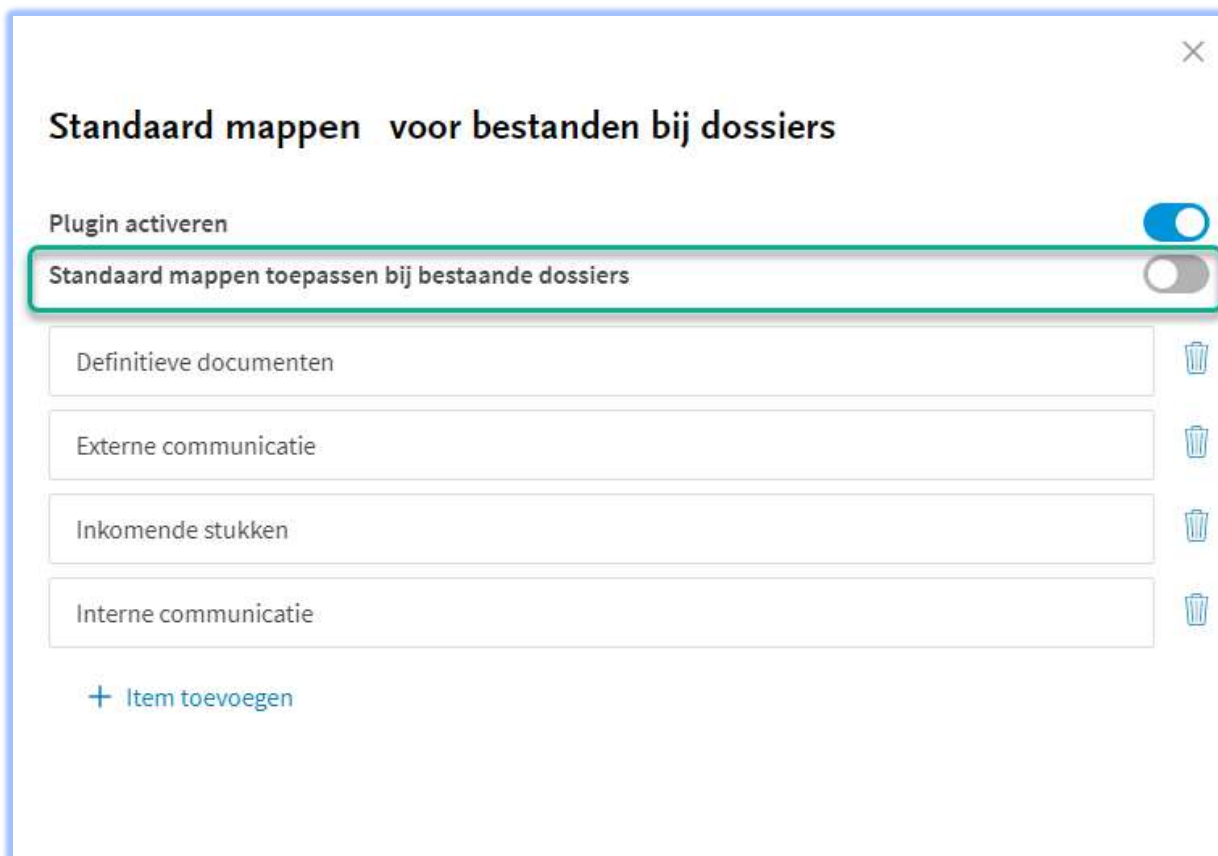 Standaard mappen voor bestanden bij dossiers
Plugin activeren
Standaard mappen toepassen bij bestaande dossiers
Definitieve documenten
Externe communicatie
Inkomende stukken
Interne communicatie
+ Item toevoegen